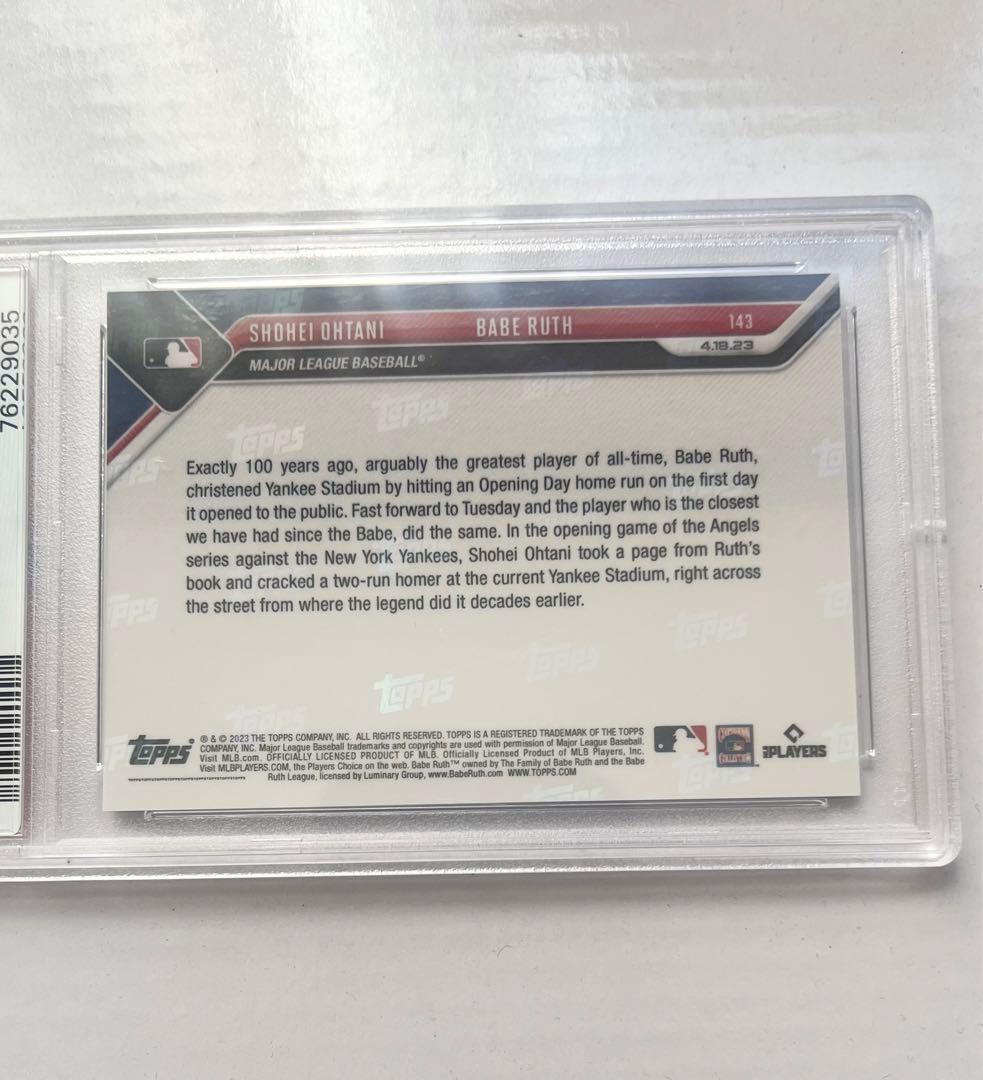 76229035
SHOHEI OHTANI BABE RUTH 143
4.18.23
MAJOR LEAGUE BASEBALL®
Exactly 100 years ago, arguably the greatest player of all-time, Babe Ruth,
christened Yankee Stadium by hitting an Opening Day home run on the first day
it opened to the public. Fast forward to Tuesday and the player who is the closest
we have had since the Babe, did the same. In the opening game of the Angels
series against the New York Yankees, Shohei Ohtani took a page from Ruth's
book and cracked a two-run homer at the current Yankee Stadium, right across
the street from where the legend did it decades earlier.
topps
topps
topps
topps
topps
topps
topps
topps
® & © 2023 THE TOPPS COMPANY, INC. ALL RIGHTS RESERVED. TOPPS IS A REGISTERED TRADEMARK OF THE TOPPS
COMPANY, INC. Major League Baseball trademarks and copyrights are used with permission of Major League Baseball.
Visit MLB.com. OFFICIALLY LICENSED PRODUCT OF MLB. Officially Licensed Product of MLB Players, Inc.
Visit MLBPLAYERS.COM, the Players Choice on the web. Babe Ruth™ owned by The Family of Babe Ruth and the Babe
Ruth League, licensed by Luminary Group, www.BabeRuth.com WWW.TOPPS.COM
PLAYERS